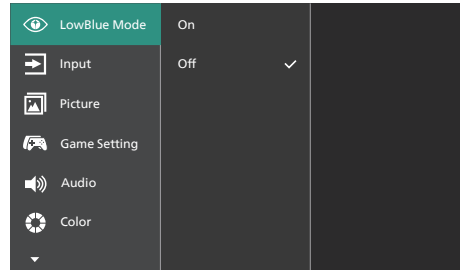 LowBlue Mode
On
Input
Off
Picture
Game Setting
Audio
Color